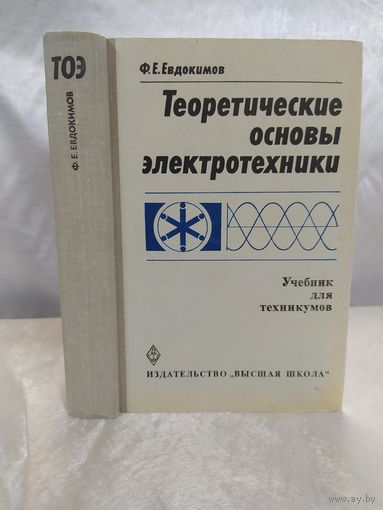 ТОЭ
Ф. Е. ЕВДОКИМОВ
Ф.Е.Евдокимов
Теоретические
основы
электротехники
Учебник
для
техникумов
ИЗДАТЕЛЬСТВО „ВЫСШАЯ ШКОЛА“
www.ay.by